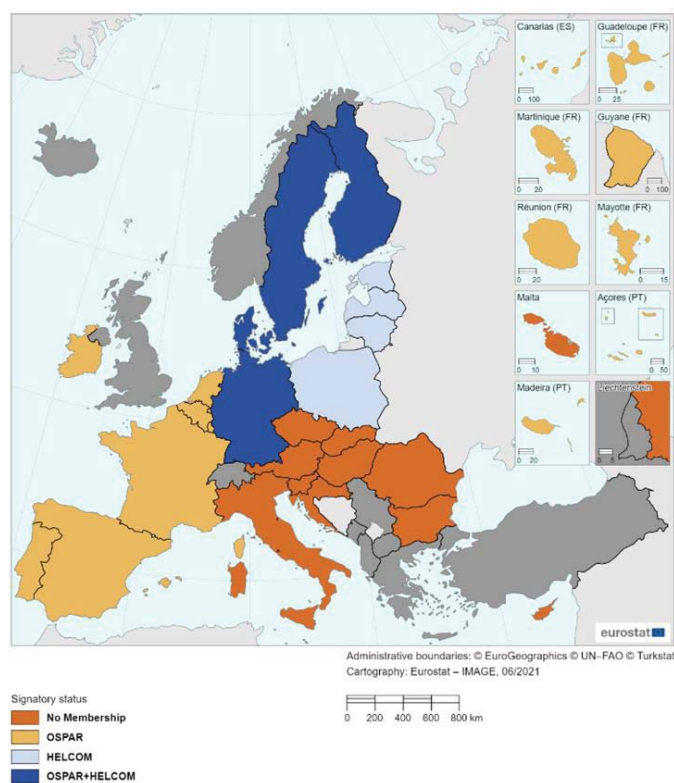 Canarias (ES)
0 100
Guadeloupe (FR)
0 25
Martinique (FR)
0 20
Guyane (FR)
0 100
Réunion (FR)
0 20
Mayotte (FR)
0 15
Malta
0 10
Açores (PT)
0 50
Madeira (PT)
0 20
Liechtenstein
0 5
eurostat
Administrative boundaries: © EuroGeographics © UN–FAO © Turkstat
Cartography: Eurostat – IMAGE, 06/2021
Signatory status
No Membership
OSPAR
HELCOM
OSPAR+HELCOM
0 200 400 600 800 km